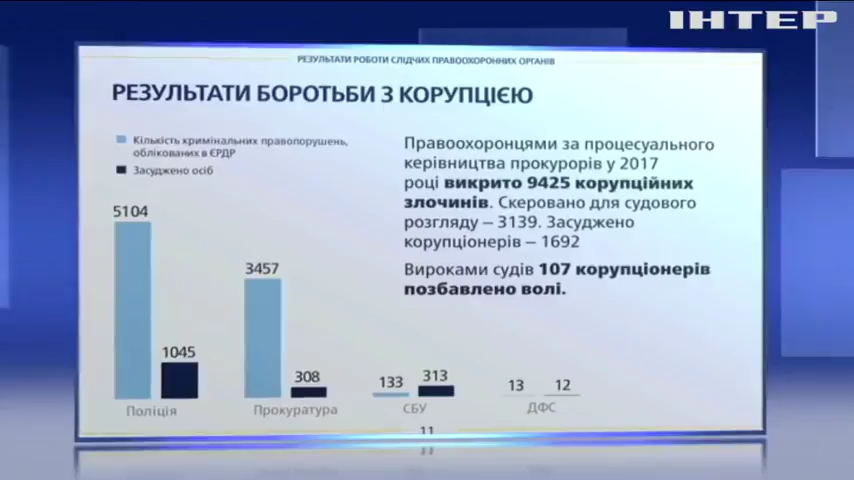 ІНТЕР
РЕЗУЛЬТАТИ РОБОТИ СЛІДЧИХ ПРАВООХОРОННИХ ОРГАНІВ
РЕЗУЛЬТАТИ БОРОТЬБИ З КОРУПЦІЄЮ
Кількість кримінальних правопорушень,
облікованих в ЄРДР
Засуджено осіб
5104
1045
Поліція
3457
308
Прокуратура
133
313
СБУ
13
12
ДФС
Правоохоронцями за процесуального
керівництва прокурорів у 2017
році викрито 9425 корупційних
злочинів. Скеровано для судового
розгляду – 3139. Засуджено
корупціонерів – 1692
Вироками судів 107 корупціонерів
позбавлено волі.
11